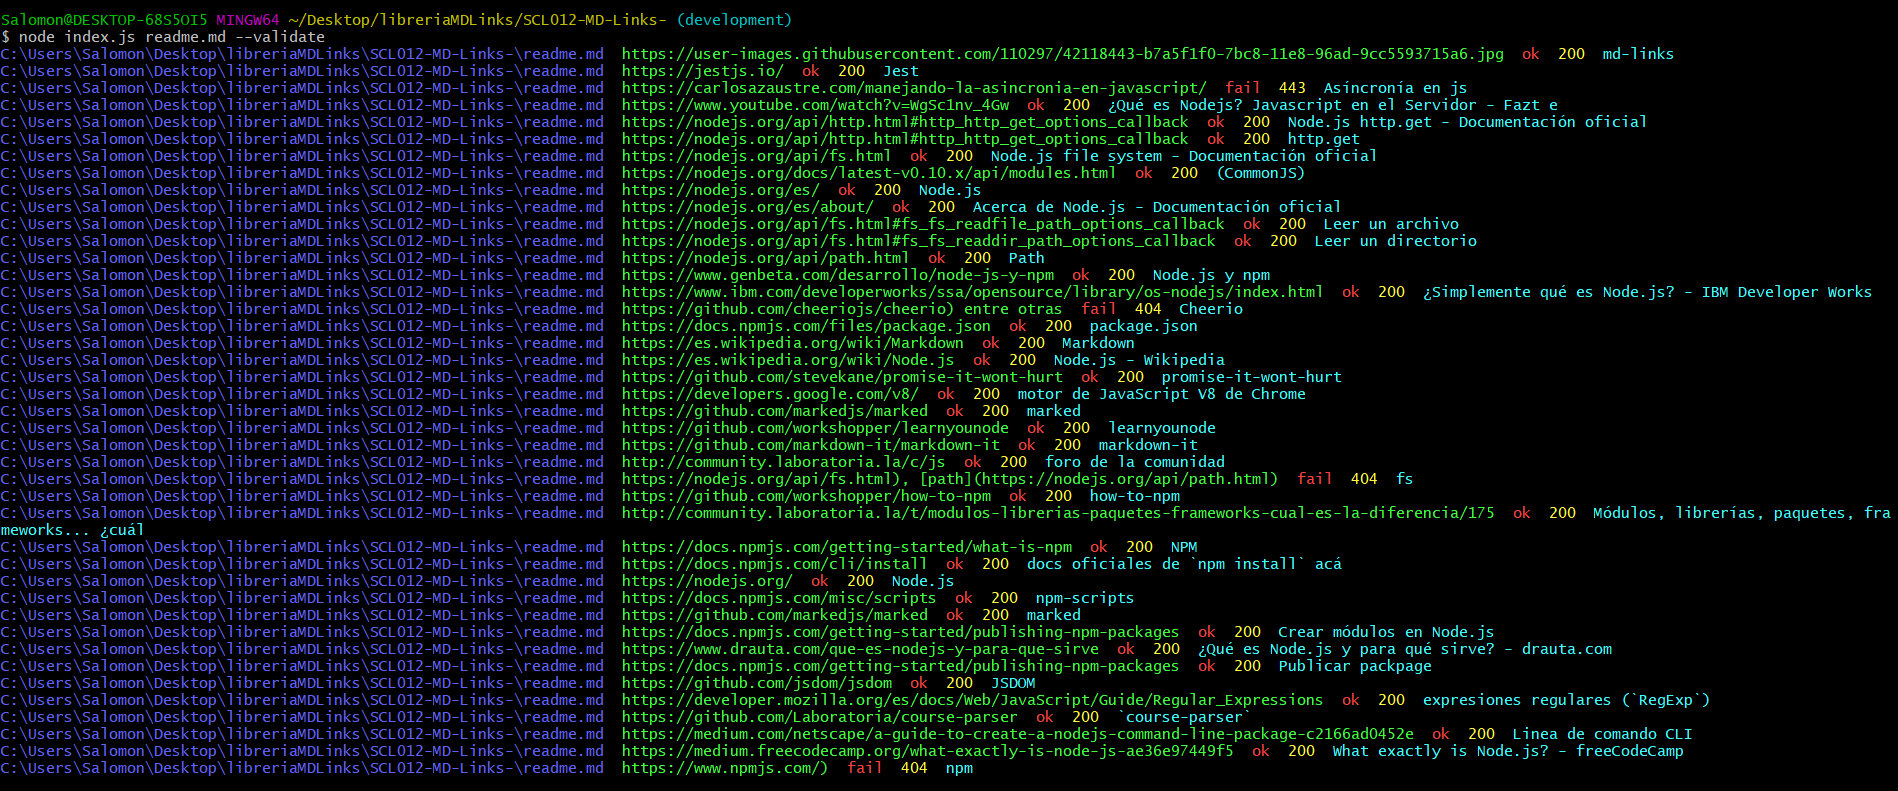 Salomon@DESKTOP-68S5OI5 MINGW64 ~/Desktop/libreriaMDLinks/SCL012-MD-Links- (development)
$ node index.js readme.md --validate
C:\Users\Salomon\Desktop\libreriaMDLinks\SCL012-MD-Links-\readme.md  https://user-images.githubusercontent.com/110297/42118443-b7a5f1f0-7bc8-11e8-96ad-9cc5593715a6.jpg  ok  200  md-links
C:\Users\Salomon\Desktop\libreriaMDLinks\SCL012-MD-Links-\readme.md  https://jestjs.io/  ok  200  Jest
C:\Users\Salomon\Desktop\libreriaMDLinks\SCL012-MD-Links-\readme.md  https://carlosazaustre.com/manejando-la-asincronia-en-javascript/  fail  443  Asíncronía en js
C:\Users\Salomon\Desktop\libreriaMDLinks\SCL012-MD-Links-\readme.md  https://www.youtube.com/watch?v=WgSc1nv_4Gw  ok  200  ¿Qué es Nodejs? Javascript en el Servidor - Fazt e
C:\Users\Salomon\Desktop\libreriaMDLinks\SCL012-MD-Links-\readme.md  https://nodejs.org/api/http.html#http_http_get_options_callback  ok  200  Node.js http.get - Documentación oficial
C:\Users\Salomon\Desktop\libreriaMDLinks\SCL012-MD-Links-\readme.md  https://nodejs.org/api/http.html#http_http_get_options_callback  ok  200  http.get
C:\Users\Salomon\Desktop\libreriaMDLinks\SCL012-MD-Links-\readme.md  https://nodejs.org/api/fs.html  ok  200  Node.js file system - Documentación oficial
C:\Users\Salomon\Desktop\libreriaMDLinks\SCL012-MD-Links-\readme.md  https://nodejs.org/docs/latest-v0.10.x/api/modules.html  ok  200  (CommonJS)
C:\Users\Salomon\Desktop\libreriaMDLinks\SCL012-MD-Links-\readme.md  https://nodejs.org/es/  ok  200  Node.js
C:\Users\Salomon\Desktop\libreriaMDLinks\SCL012-MD-Links-\readme.md  https://nodejs.org/es/about/  ok  200  Acerca de Node.js - Documentación oficial
C:\Users\Salomon\Desktop\libreriaMDLinks\SCL012-MD-Links-\readme.md  https://nodejs.org/api/fs.html#fs_fs_readfile_path_options_callback  ok  200  Leer un archivo
C:\Users\Salomon\Desktop\libreriaMDLinks\SCL012-MD-Links-\readme.md  https://nodejs.org/api/fs.html#fs_fs_readdir_path_options_callback  ok  200  Leer un directorio
C:\Users\Salomon\Desktop\libreriaMDLinks\SCL012-MD-Links-\readme.md  https://nodejs.org/api/path.html  ok  200  Path
C:\Users\Salomon\Desktop\libreriaMDLinks\SCL012-MD-Links-\readme.md  https://www.genbeta.com/desarrollo/node-js-y-npm  ok  200  Node.js y npm
C:\Users\Salomon\Desktop\libreriaMDLinks\SCL012-MD-Links-\readme.md  https://www.ibm.com/developerworks/ssa/opensource/library/os-nodejs/index.html  ok  200  ¿Simplemente qué es Node.js? - IBM Developer Works
C:\Users\Salomon\Desktop\libreriaMDLinks\SCL012-MD-Links-\readme.md  https://github.com/cheeriojs/cheerio) entre otras  fail  404  Cheerio
C:\Users\Salomon\Desktop\libreriaMDLinks\SCL012-MD-Links-\readme.md  https://docs.npmjs.com/files/package.json  ok  200  package.json
C:\Users\Salomon\Desktop\libreriaMDLinks\SCL012-MD-Links-\readme.md  https://es.wikipedia.org/wiki/Markdown  ok  200  Markdown
C:\Users\Salomon\Desktop\libreriaMDLinks\SCL012-MD-Links-\readme.md  https://es.wikipedia.org/wiki/Node.js  ok  200  Node.js - Wikipedia
C:\Users\Salomon\Desktop\libreriaMDLinks\SCL012-MD-Links-\readme.md  https://github.com/stevekane/promise-it-wont-hurt  ok  200  promise-it-wont-hurt
C:\Users\Salomon\Desktop\libreriaMDLinks\SCL012-MD-Links-\readme.md  https://developers.google.com/v8/  ok  200  motor de JavaScript V8 de Chrome
C:\Users\Salomon\Desktop\libreriaMDLinks\SCL012-MD-Links-\readme.md  https://github.com/markedjs/marked  ok  200  marked
C:\Users\Salomon\Desktop\libreriaMDLinks\SCL012-MD-Links-\readme.md  https://github.com/workshopper/learnyounode  ok  200  learnyounode
C:\Users\Salomon\Desktop\libreriaMDLinks\SCL012-MD-Links-\readme.md  https://github.com/markdown-it/markdown-it  ok  200  markdown-it
C:\Users\Salomon\Desktop\libreriaMDLinks\SCL012-MD-Links-\readme.md  http://community.laboratoria.la/c/js  ok  200  foro de la comunidad
C:\Users\Salomon\Desktop\libreriaMDLinks\SCL012-MD-Links-\readme.md  https://nodejs.org/api/fs.html), [path](https://nodejs.org/api/path.html)  fail  404  fs
C:\Users\Salomon\Desktop\libreriaMDLinks\SCL012-MD-Links-\readme.md  https://github.com/workshopper/how-to-npm  ok  200  how-to-npm
C:\Users\Salomon\Desktop\libreriaMDLinks\SCL012-MD-Links-\readme.md  http://community.laboratoria.la/t/modulos-librerias-paquetes-frameworks-cual-es-la-diferencia/175  ok  200  Módulos, librerías, paquetes, fra
meworks... ¿cuál
C:\Users\Salomon\Desktop\libreriaMDLinks\SCL012-MD-Links-\readme.md  https://docs.npmjs.com/getting-started/what-is-npm  ok  200  NPM
C:\Users\Salomon\Desktop\libreriaMDLinks\SCL012-MD-Links-\readme.md  https://docs.npmjs.com/cli/install  ok  200  docs oficiales de `npm install` acá
C:\Users\Salomon\Desktop\libreriaMDLinks\SCL012-MD-Links-\readme.md  https://nodejs.org/  ok  200  Node.js
C:\Users\Salomon\Desktop\libreriaMDLinks\SCL012-MD-Links-\readme.md  https://docs.npmjs.com/misc/scripts  ok  200  npm-scripts
C:\Users\Salomon\Desktop\libreriaMDLinks\SCL012-MD-Links-\readme.md  https://github.com/markedjs/marked  ok  200  marked
C:\Users\Salomon\Desktop\libreriaMDLinks\SCL012-MD-Links-\readme.md  https://docs.npmjs.com/getting-started/publishing-npm-packages  ok  200  Crear módulos en Node.js
C:\Users\Salomon\Desktop\libreriaMDLinks\SCL012-MD-Links-\readme.md  https://www.drauta.com/que-es-nodejs-y-para-que-sirve  ok  200  ¿Qué es Node.js y para qué sirve? - drauta.com
C:\Users\Salomon\Desktop\libreriaMDLinks\SCL012-MD-Links-\readme.md  https://docs.npmjs.com/getting-started/publishing-npm-packages  ok  200  Publicar packpage
C:\Users\Salomon\Desktop\libreriaMDLinks\SCL012-MD-Links-\readme.md  https://github.com/jsdom/jsdom  ok  200  JSDOM
C:\Users\Salomon\Desktop\libreriaMDLinks\SCL012-MD-Links-\readme.md  https://developer.mozilla.org/es/docs/Web/JavaScript/Guide/Regular_Expressions  ok  200  expresiones regulares (`RegExp`)
C:\Users\Salomon\Desktop\libreriaMDLinks\SCL012-MD-Links-\readme.md  https://github.com/Laboratoria/course-parser  ok  200  `course-parser`
C:\Users\Salomon\Desktop\libreriaMDLinks\SCL012-MD-Links-\readme.md  https://medium.com/netscape/a-guide-to-create-a-nodejs-command-line-package-c2166ad0452e  ok  200  Linea de comando CLI
C:\Users\Salomon\Desktop\libreriaMDLinks\SCL012-MD-Links-\readme.md  https://medium.freecodecamp.org/what-exactly-is-node-js-ae36e97449f5  ok  200  What exactly is Node.js? - freeCodeCamp
C:\Users\Salomon\Desktop\libreriaMDLinks\SCL012-MD-Links-\readme.md  https://www.npmjs.com/)  fail  404  npm